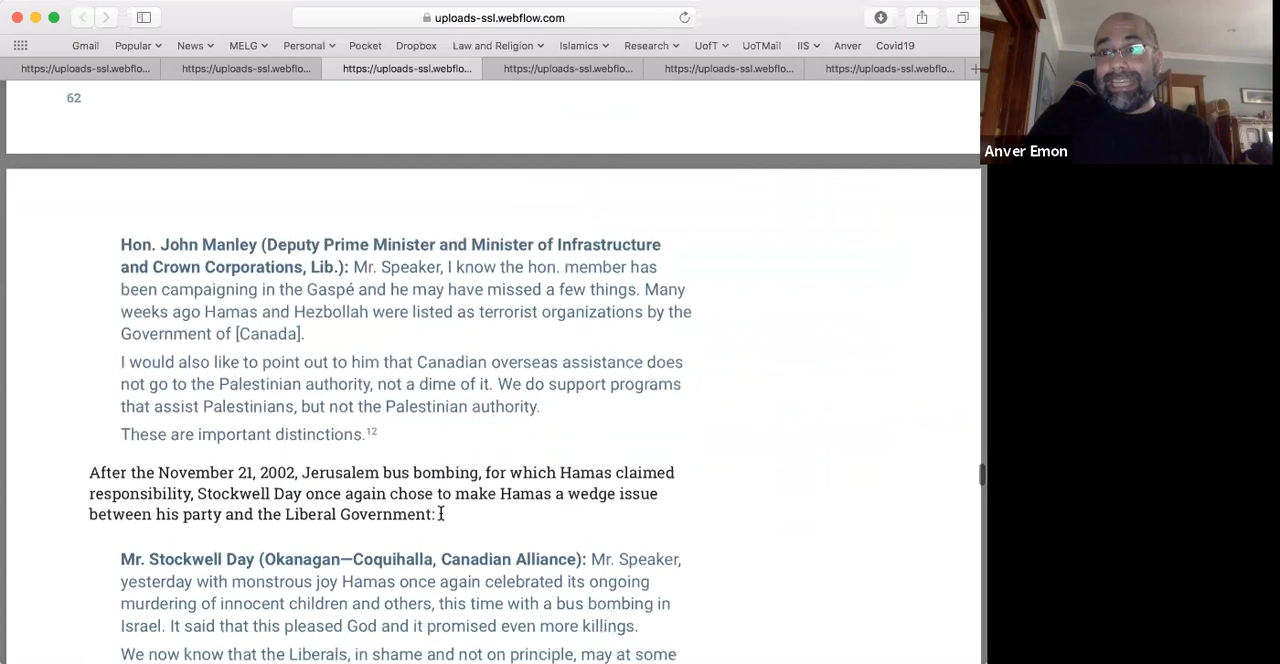 uploads-ssl.webflow.com
Gmail Popular News MELG Personal Pocket Dropbox Law and Religion Islamics Research UofT UoTMail IIS Anver Covid19
https://uploads-ssl.webflo... https://uploads-ssl.webflo... https://uploads-ssl.webflo... https://uploads-ssl.webflo... https://uploads-ssl.webflo... https://uploads-ssl.webflo...
62
Anver Emon
Hon. John Manley (Deputy Prime Minister and Minister of Infrastructure
and Crown Corporations, Lib.): Mr. Speaker, I know the hon. member has
been campaigning in the Gaspé and he may have missed a few things. Many
weeks ago Hamas and Hezbollah were listed as terrorist organizations by the
Government of [Canada].
I would also like to point out to him that Canadian overseas assistance does
not go to the Palestinian authority, not a dime of it. We do support programs
that assist Palestinians, but not the Palestinian authority.
These are important distinctions.¹²
After the November 21, 2002, Jerusalem bus bombing, for which Hamas claimed
responsibility, Stockwell Day once again chose to make Hamas a wedge issue
between his party and the Liberal Government:
Mr. Stockwell Day (Okanagan—Coquihalla, Canadian Alliance): Mr. Speaker,
yesterday with monstrous joy Hamas once again celebrated its ongoing
murdering of innocent children and others, this time with a bus bombing in
Israel. It said that this pleased God and it promised even more killings.
We now know that the Liberals, in shame and not on principle, may at some